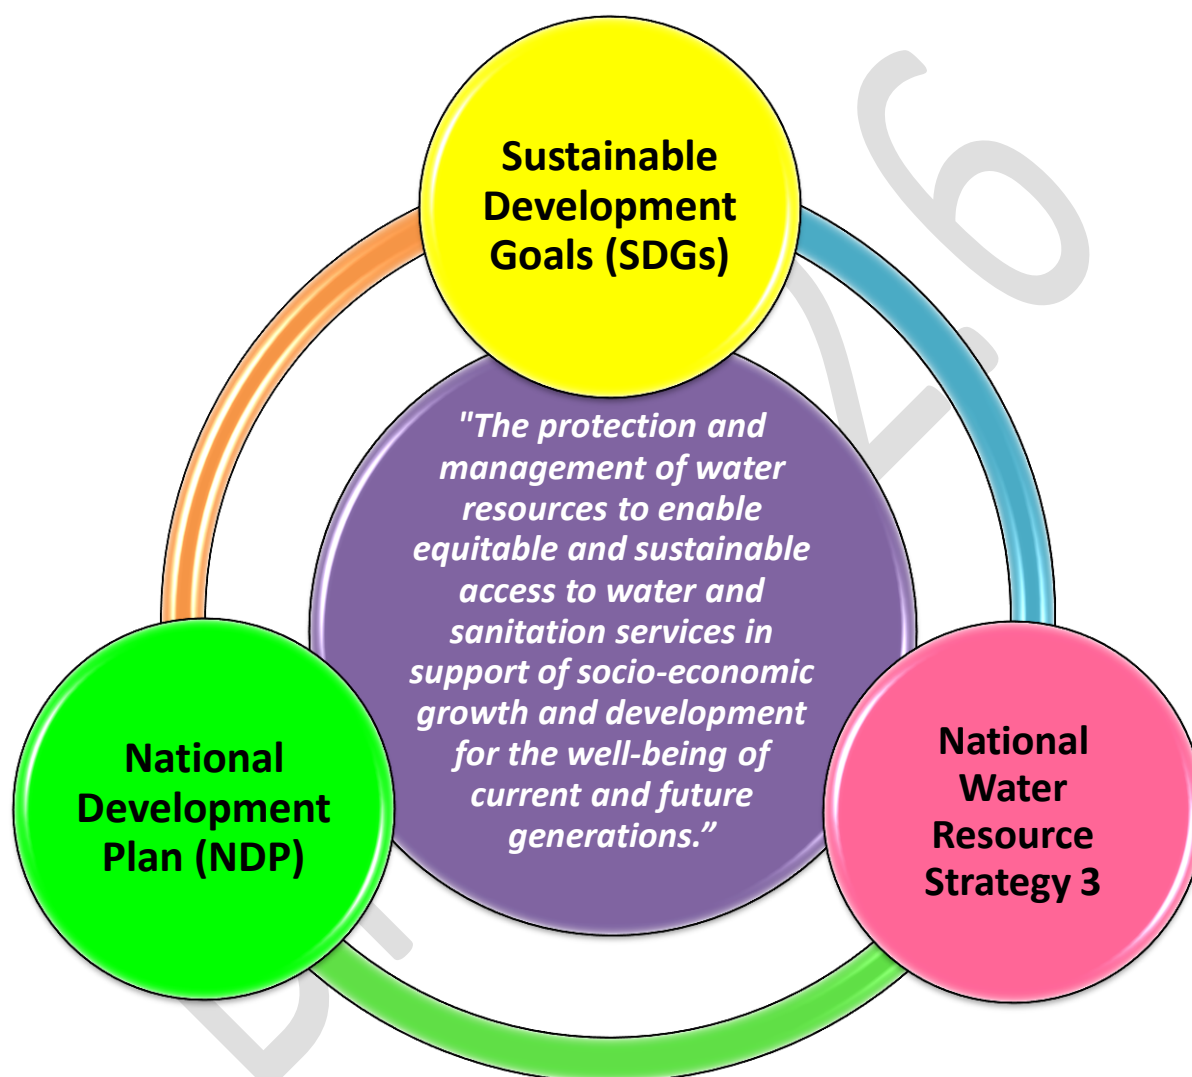 Sustainable
Development
Goals (SDGs)
"The protection and
management of water
resources to enable
equitable and sustainable
access to water and
sanitation services in
support of socio-economic
growth and development
for the well-being of
current and future
generations.”
National
Development
Plan (NDP)
National
Water
Resource
Strategy 3